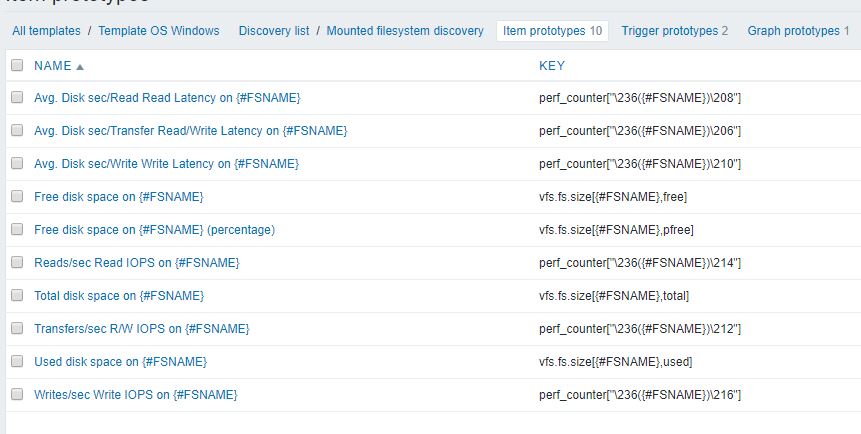 Item prototypes
All templates / Template OS Windows Discovery list / Mounted filesystem discovery Item prototypes 10 Trigger prototypes 2 Graph prototypes 1
NAME ▲ KEY
Avg. Disk sec/Read Read Latency on {#FSNAME} perf_counter["\236({#FSNAME})\208"]
Avg. Disk sec/Transfer Read/Write Latency on {#FSNAME} perf_counter["\236({#FSNAME})\206"]
Avg. Disk sec/Write Write Latency on {#FSNAME} perf_counter["\236({#FSNAME})\210"]
Free disk space on {#FSNAME} vfs.fs.size[{#FSNAME},free]
Free disk space on {#FSNAME} (percentage) vfs.fs.size[{#FSNAME},pfree]
Reads/sec Read IOPS on {#FSNAME} perf_counter["\236({#FSNAME})\214"]
Total disk space on {#FSNAME} vfs.fs.size[{#FSNAME},total]
Transfers/sec R/W IOPS on {#FSNAME} perf_counter["\236({#FSNAME})\212"]
Used disk space on {#FSNAME} vfs.fs.size[{#FSNAME},used]
Writes/sec Write IOPS on {#FSNAME} perf_counter["\236({#FSNAME})\216"]